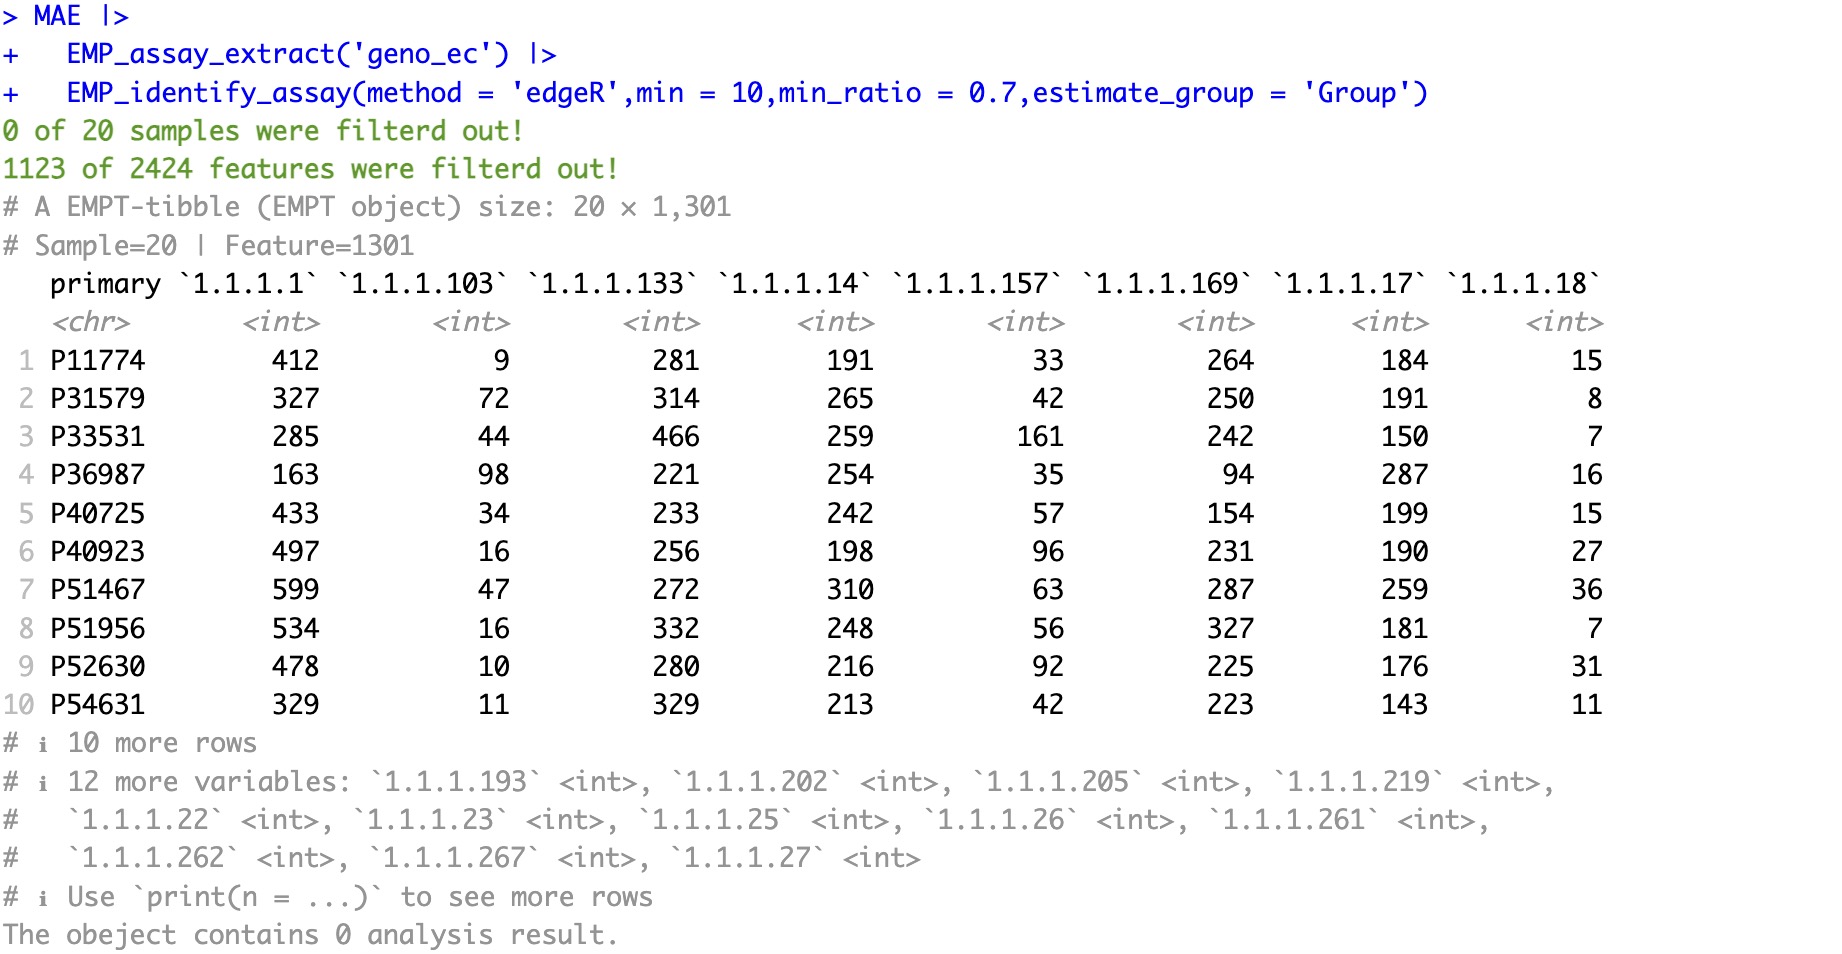 > MAE |>
+   EMP_assay_extract('geno_ec') |>
+   EMP_identify_assay(method = 'edgeR',min = 10,min_ratio = 0.7,estimate_group = 'Group')
0 of 20 samples were filterd out!
1123 of 2424 features were filterd out!
# A EMPT-tibble (EMPT object) size: 20 × 1,301
# Sample=20 | Feature=1301
   primary `1.1.1.1` `1.1.1.103` `1.1.1.133` `1.1.1.14` `1.1.1.157` `1.1.1.169` `1.1.1.17` `1.1.1.18`
   <chr>       <int>       <int>       <int>      <int>       <int>       <int>      <int>      <int>
 1 P11774        412           9         281        191          33         264        184         15
 2 P31579        327          72         314        265          42         250        191          8
 3 P33531        285          44         466        259         161         242        150          7
 4 P36987        163          98         221        254          35          94        287         16
 5 P40725        433          34         233        242          57         154        199         15
 6 P40923        497          16         256        198          96         231        190         27
 7 P51467        599          47         272        310          63         287        259         36
 8 P51956        534          16         332        248          56         327        181          7
 9 P52630        478          10         280        216          92         225        176         31
10 P54631        329          11         329        213          42         223        143         11
# ℹ 10 more rows
# ℹ 12 more variables: `1.1.1.193` <int>, `1.1.1.202` <int>, `1.1.1.205` <int>, `1.1.1.219` <int>,
#   `1.1.1.22` <int>, `1.1.1.23` <int>, `1.1.1.25` <int>, `1.1.1.26` <int>, `1.1.1.261` <int>,
#   `1.1.1.262` <int>, `1.1.1.267` <int>, `1.1.1.27` <int>
# ℹ Use `print(n = ...)` to see more rows
The obeject contains 0 analysis result.